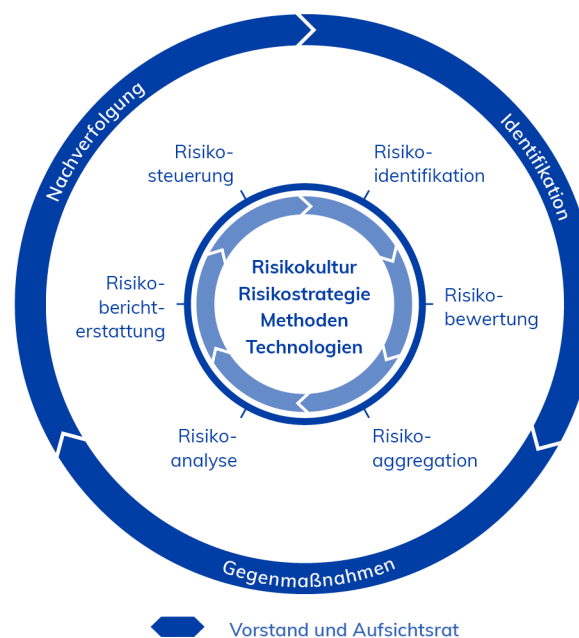 Nachverfolgung
Identifikation
Risiko-
steuerung
Risiko-
identifikation
Risiko-
bericht-
erstattung
Risikokultur
Risikostrategie
Methoden
Technologien
Risiko-
bewertung
Risiko-
analyse
Risiko-
aggregation
Gegenmaßnahmen
Vorstand und Aufsichtsrat